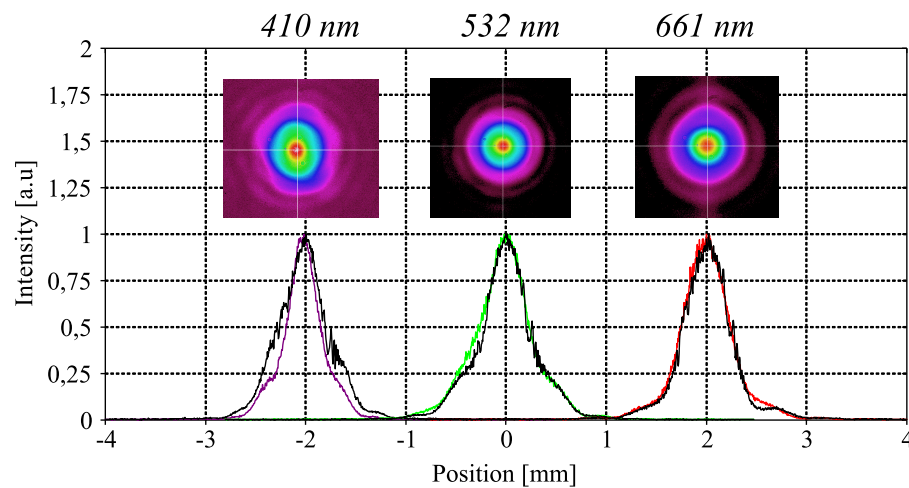 410 nm 532 nm 661 nm
2
1,75
1,5
1,25
1
0,75
0,5
0,25
0
-4 -3 -2 -1 0 1 2 3 4
Intensity [a.u]
Position [mm]